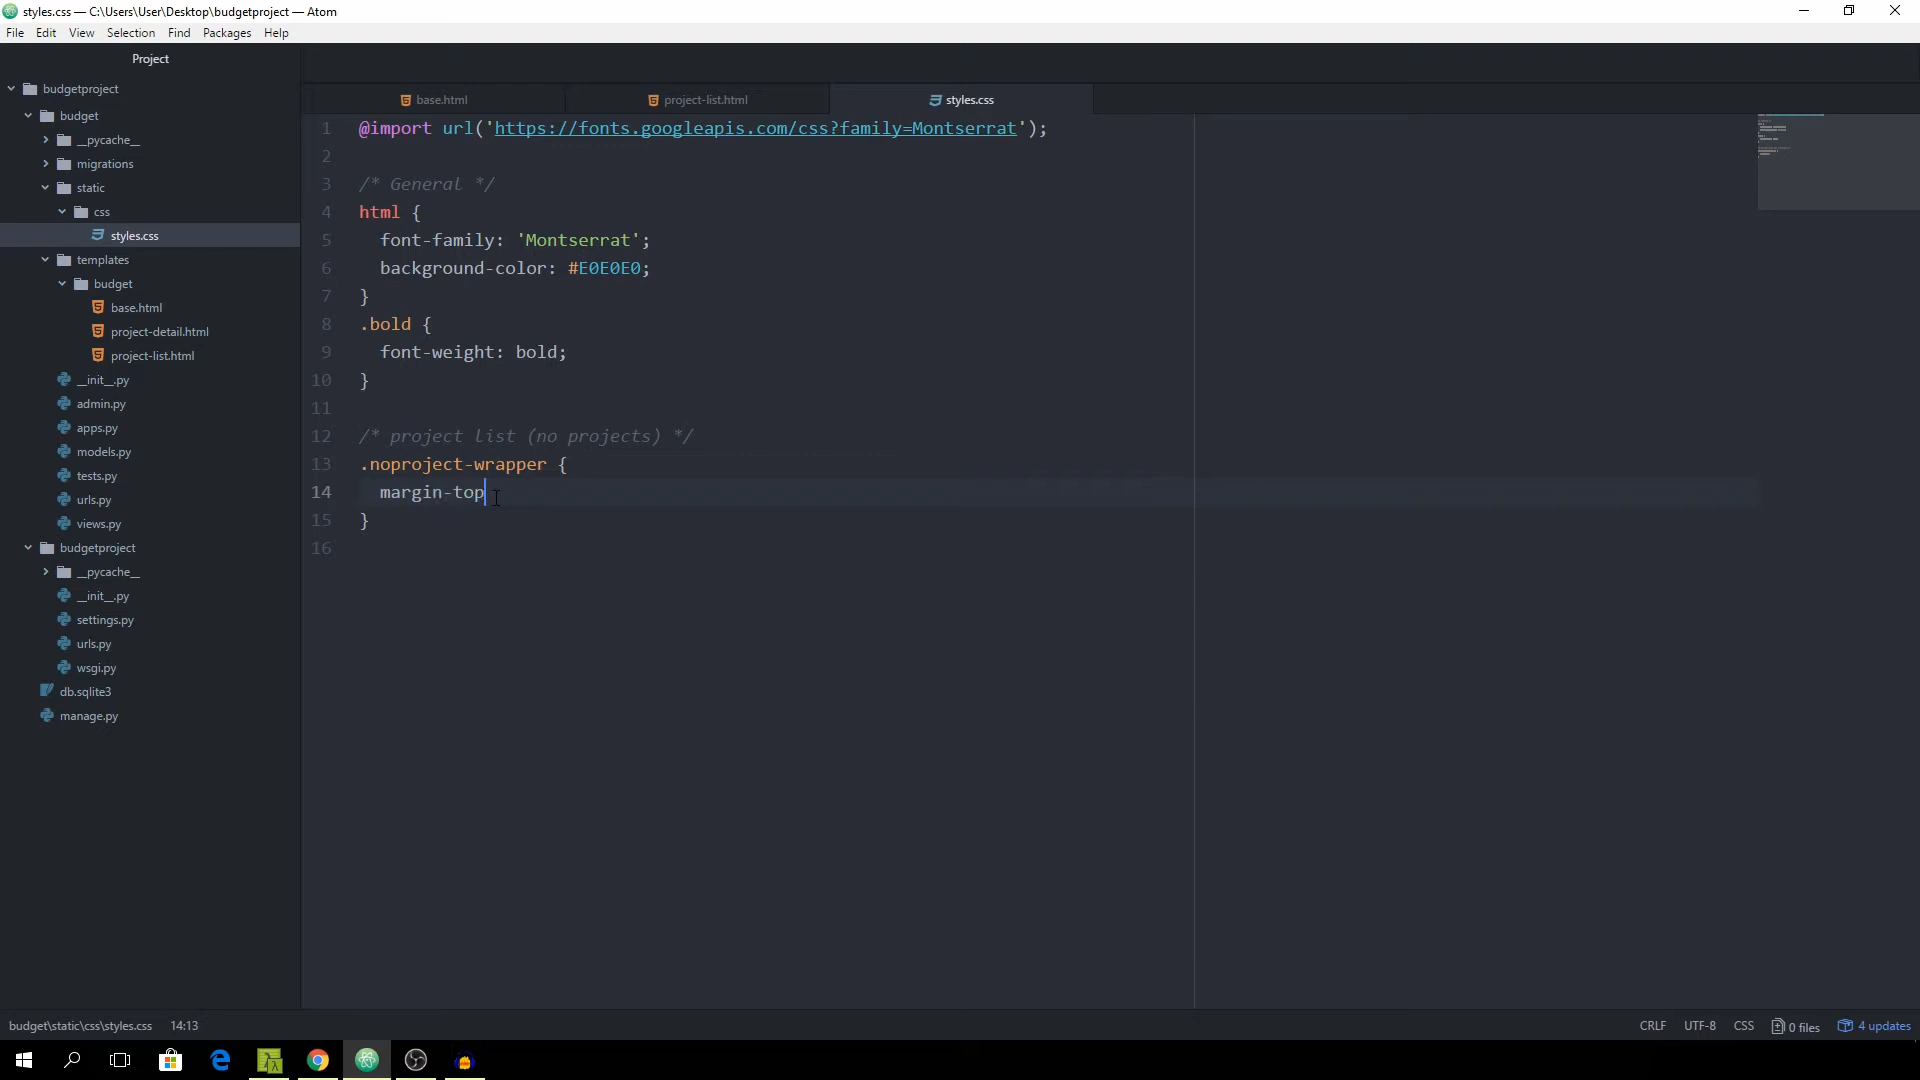 styles.css — C:\Users\User\Desktop\budgetproject — Atom
File Edit View Selection Find Packages Help
Project
budgetproject
budget
__pycache__
migrations
static
css
styles.css
templates
budget
base.html
project-detail.html
project-list.html
__init__.py
admin.py
apps.py
models.py
tests.py
urls.py
views.py
budgetproject
__pycache__
__init__.py
settings.py
urls.py
wsgi.py
db.sqlite3
manage.py
base.html project-list.html styles.css
1 @import url('https://fonts.googleapis.com/css?family=Montserrat');
2
3 /* General */
4 html {
5 font-family: 'Montserrat';
6 background-color: #E0E0E0;
7 }
8 .bold {
9 font-weight: bold;
10 }
11
12 /* project list (no projects) */
13 .noproject-wrapper {
14 margin-top
15 }
16
budget\static\css\styles.css 14:13 CRLF UTF-8 CSS 0 files 4 updates